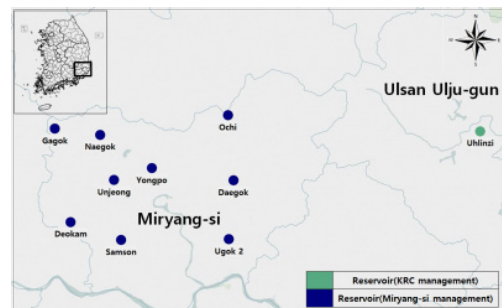 Ulsan Ulju-gun
Ochi
Gagok
Naegok
Uhlinzi
Yongpo
Unjeong
Daegok
Miryang-si
Deokam
Samson
Ugok 2
Reservoir(KRC management)
Reservoir(Miryang-si management)